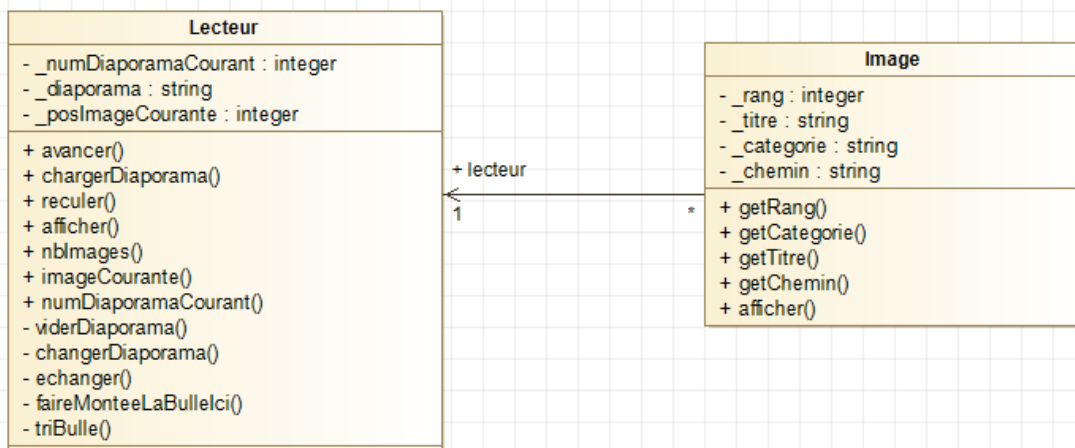 Lecteur
- _numDiaporamaCourant : integer
- _diaporama : string
- _posImageCourante : integer
+ avancer()
+ chargerDiaporama()
+ reculer()
+ afficher()
+ nbImages()
+ imageCourante()
+ numDiaporamaCourant()
- viderDiaporama()
- changerDiaporama()
- echanger()
- faireMonteeLaBulleIci()
- triBulle()
+ lecteur
1
*
Image
- _rang : integer
- _titre : string
- _categorie : string
- _chemin : string
+ getRang()
+ getCategorie()
+ getTitre()
+ getChemin()
+ afficher()